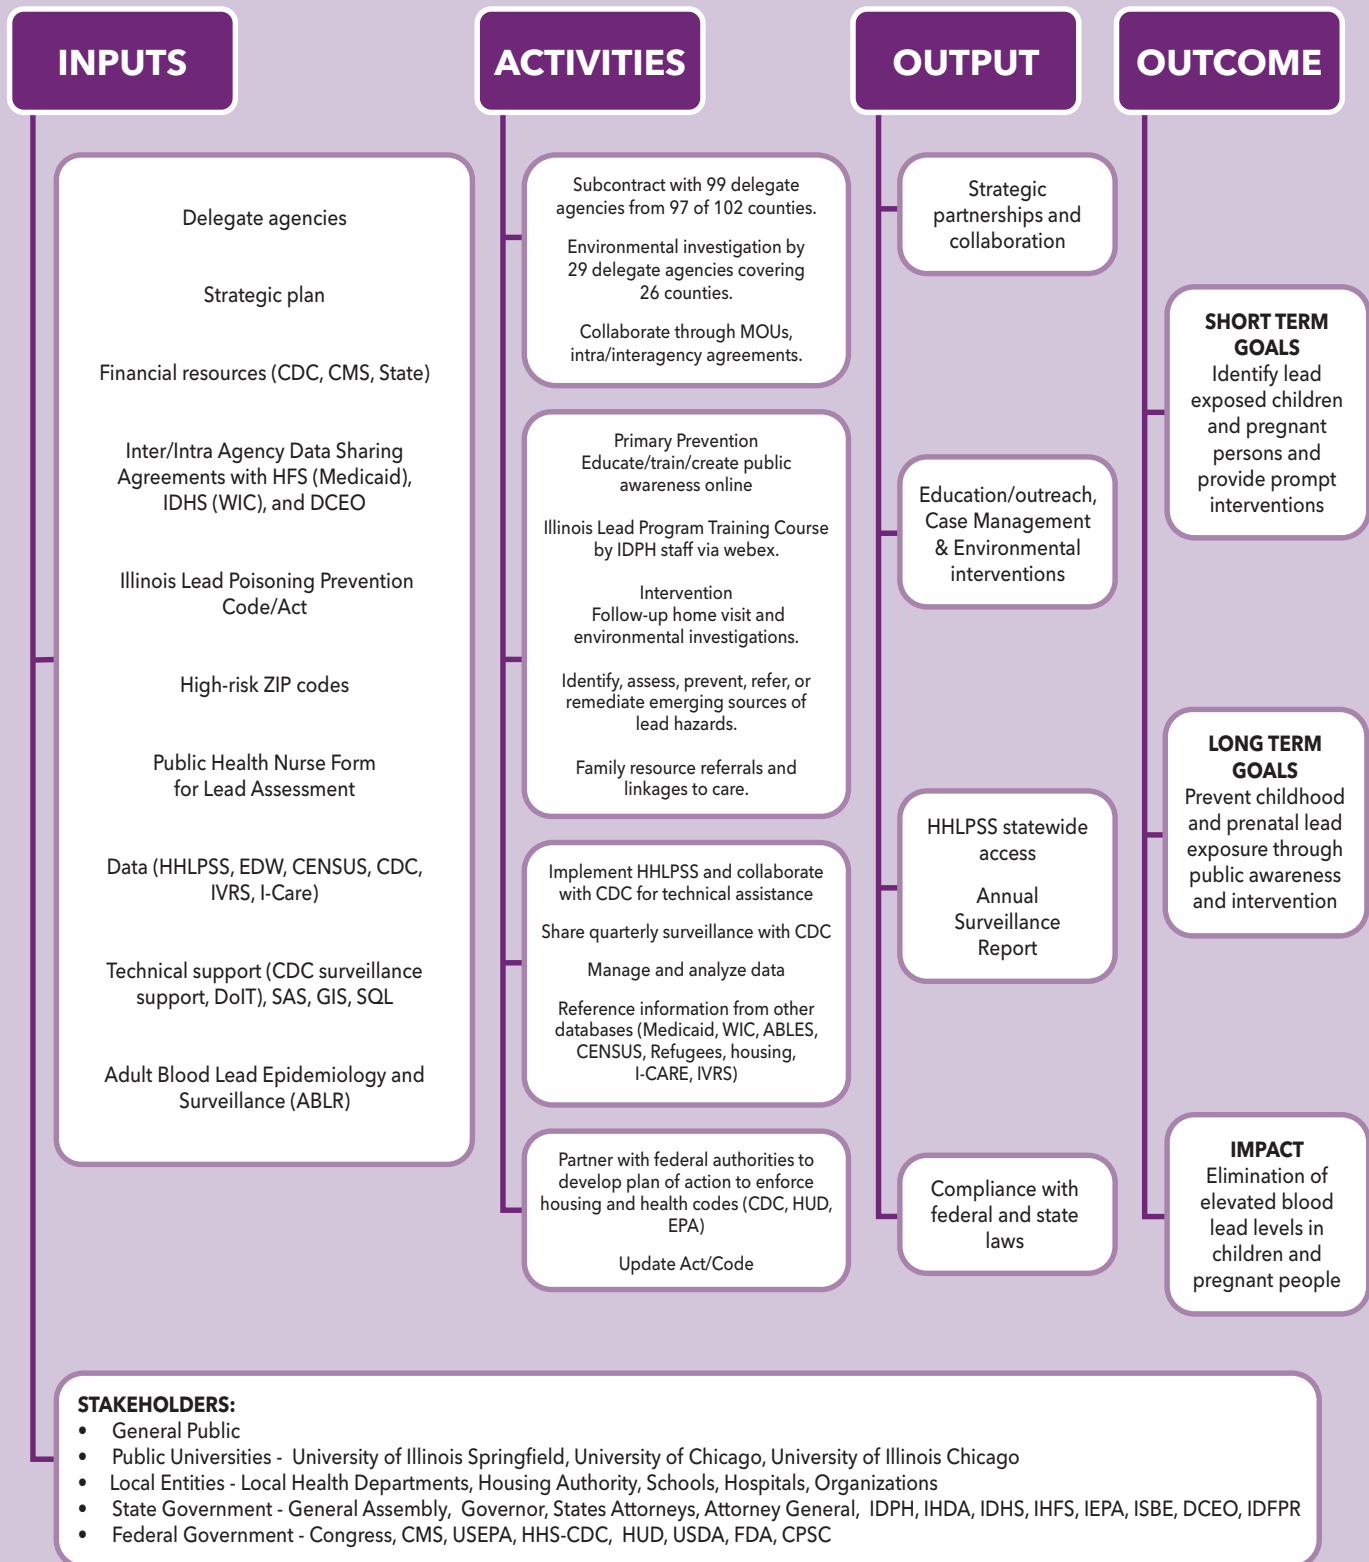 INPUTS
Delegate agencies
Strategic plan
Financial resources (CDC, CMS, State)
Inter/Intra Agency Data Sharing
Agreements with HFS (Medicaid),
IDHS (WIC), and DCEO
Illinois Lead Poisoning Prevention
Code/Act
High-risk ZIP codes
Public Health Nurse Form
for Lead Assessment
Data (HHLPSS, EDW, CENSUS, CDC,
IVRS, I-Care)
Technical support (CDC surveillance
support, DoIT), SAS, GIS, SQL
Adult Blood Lead Epidemiology and
Surveillance (ABLR)
ACTIVITIES
Subcontract with 99 delegate
agencies from 97 of 102 counties.
Environmental investigation by
29 delegate agencies covering
26 counties.
Collaborate through MOUs,
intra/interagency agreements.
Primary Prevention
Educate/train/create public
awareness online
Illinois Lead Program Training Course
by IDPH staff via webex.
Intervention
Follow-up home visit and
environmental investigations.
Identify, assess, prevent, refer, or
remediate emerging sources of
lead hazards.
Family resource referrals and
linkages to care.
Implement HHLPSS and collaborate
with CDC for technical assistance
Share quarterly surveillance with CDC
Manage and analyze data
Reference information from other
databases (Medicaid, WIC, ABLES,
CENSUS, Refugees, housing,
I-CARE, IVRS)
Partner with federal authorities to
develop plan of action to enforce
housing and health codes (CDC, HUD,
EPA)
Update Act/Code
OUTPUT
Strategic
partnerships and
collaboration
Education/outreach,
Case Management
& Environmental
interventions
HHLPSS statewide
access
Annual
Surveillance
Report
Compliance with
federal and state
laws
OUTCOME
SHORT TERM
GOALS
Identify lead
exposed children
and pregnant
persons and
provide prompt
interventions
LONG TERM
GOALS
Prevent childhood
and prenatal lead
exposure through
public awareness
and intervention
IMPACT
Elimination of
elevated blood
lead levels in
children and
pregnant people
STAKEHOLDERS:
• General Public
• Public Universities - University of Illinois Springfield, University of Chicago, University of Illinois Chicago
• Local Entities - Local Health Departments, Housing Authority, Schools, Hospitals, Organizations
• State Government - General Assembly, Governor, States Attorneys, Attorney General, IDPH, IHDA, IDHS, IHFS, IEPA, ISBE, DCEO, IDFPR
• Federal Government - Congress, CMS, USEPA, HHS-CDC, HUD, USDA, FDA, CPSC